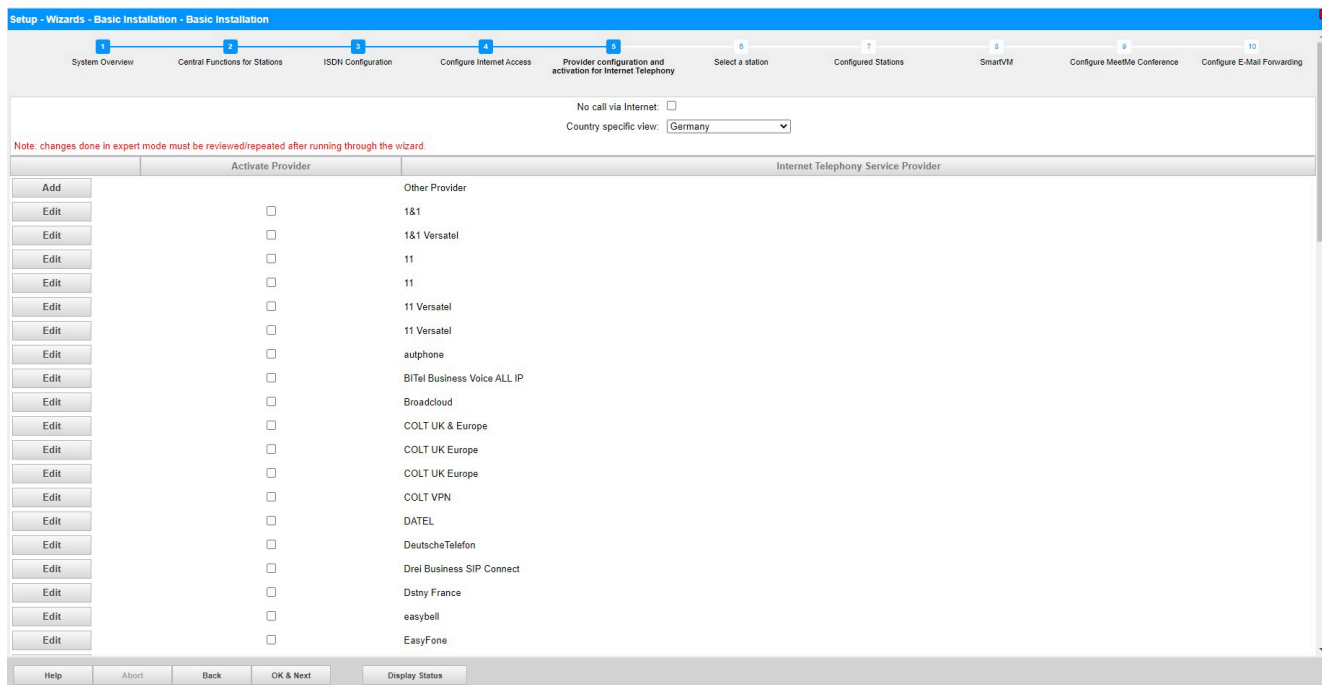 Setup - Wizards - Basic Installation - Basic Installation
1 2 3 4 5 6 7 8 9 10
System Overview Central Functions for Stations ISDN Configuration Configure Internet Access Provider configuration and activation for Internet Telephony Select a station Configured Stations SmartVM Configure MeetMe Conference Configure E-Mail Forwarding
No call via Internet:
Country specific view: Germany
Note: changes done in expert mode must be reviewed/repeated after running through the wizard.
Activate Provider Internet Telephony Service Provider
Add Other Provider
Edit 1&1
Edit 1&1 Versatel
Edit 11
Edit 11
Edit 11 Versatel
Edit 11 Versatel
Edit autphone
Edit BITel Business Voice ALL IP
Edit Broadcloud
Edit COLT UK & Europe
Edit COLT UK Europe
Edit COLT UK Europe
Edit COLT VPN
Edit DATEL
Edit DeutscheTelefon
Edit Drei Business SIP Connect
Edit Dstny France
Edit easybell
Edit EasyFone
Help Abort Back OK & Next Display Status